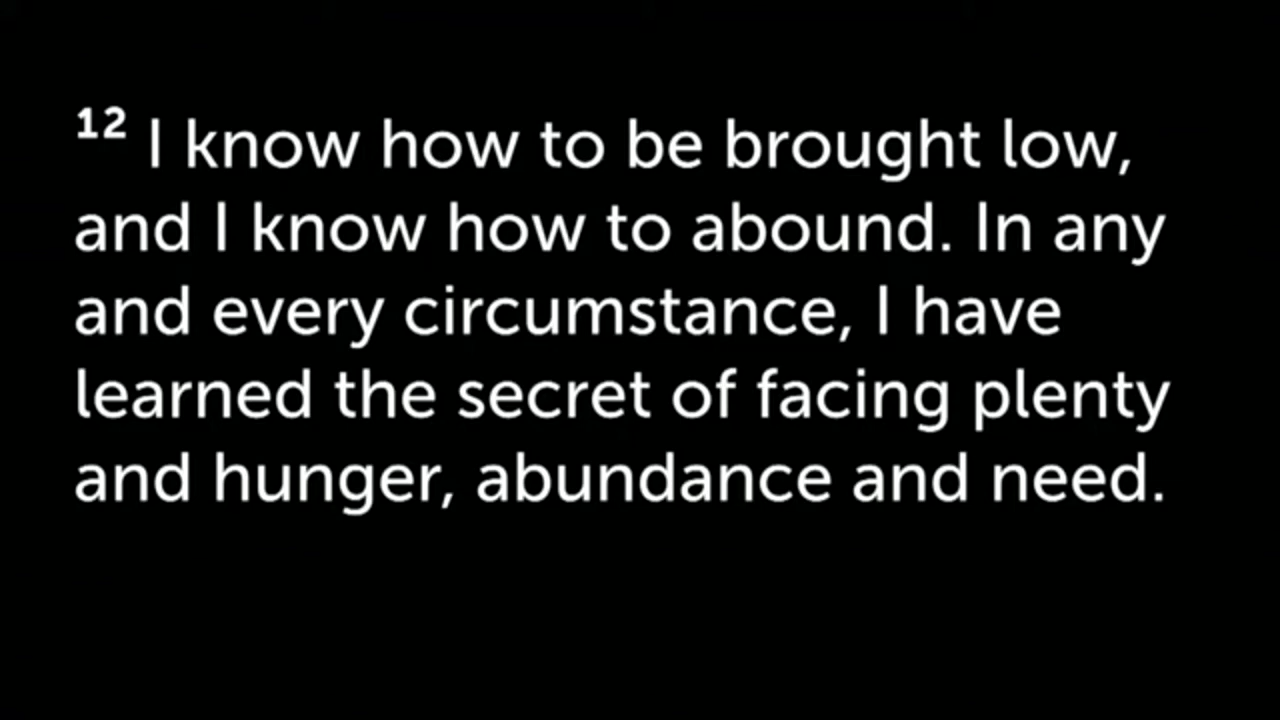 12 I know how to be brought low,
and I know how to abound. In any
and every circumstance, I have
learned the secret of facing plenty
and hunger, abundance and need.